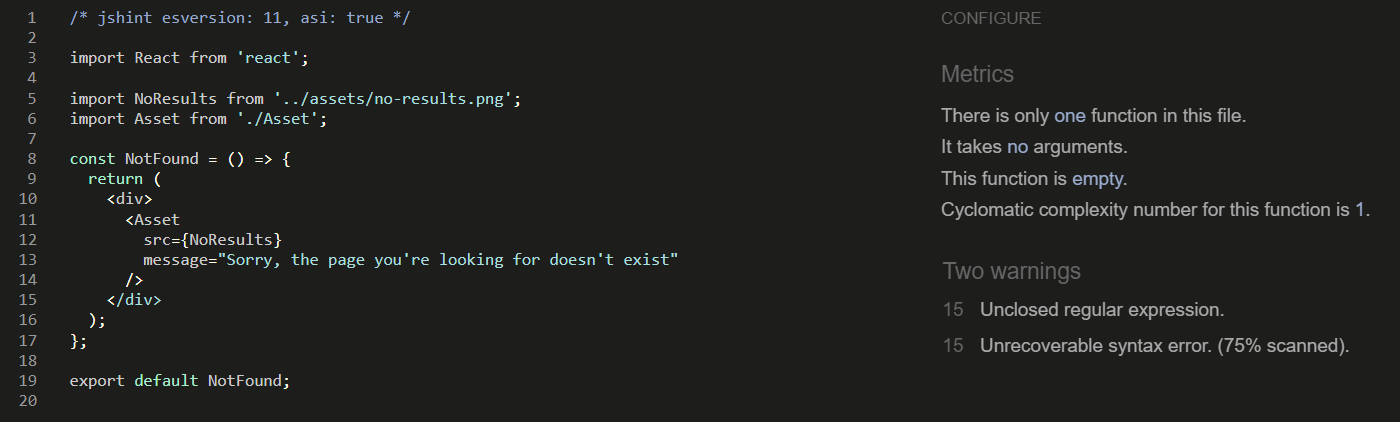 1 /* jshint esversion: 11, asi: true */
2
3 import React from 'react';
4
5 import NoResults from '../assets/no-results.png';
6 import Asset from './Asset';
7
8 const NotFound = () => {
9   return (
10     <div>
11       <Asset
12         src={NoResults}
13         message="Sorry, the page you're looking for doesn't exist"
14       />
15     </div>
16   );
17 };
18
19 export default NotFound;
20
CONFIGURE
Metrics
There is only one function in this file.
It takes no arguments.
This function is empty.
Cyclomatic complexity number for this function is 1.
Two warnings
15 Unclosed regular expression.
15 Unrecoverable syntax error. (75% scanned).